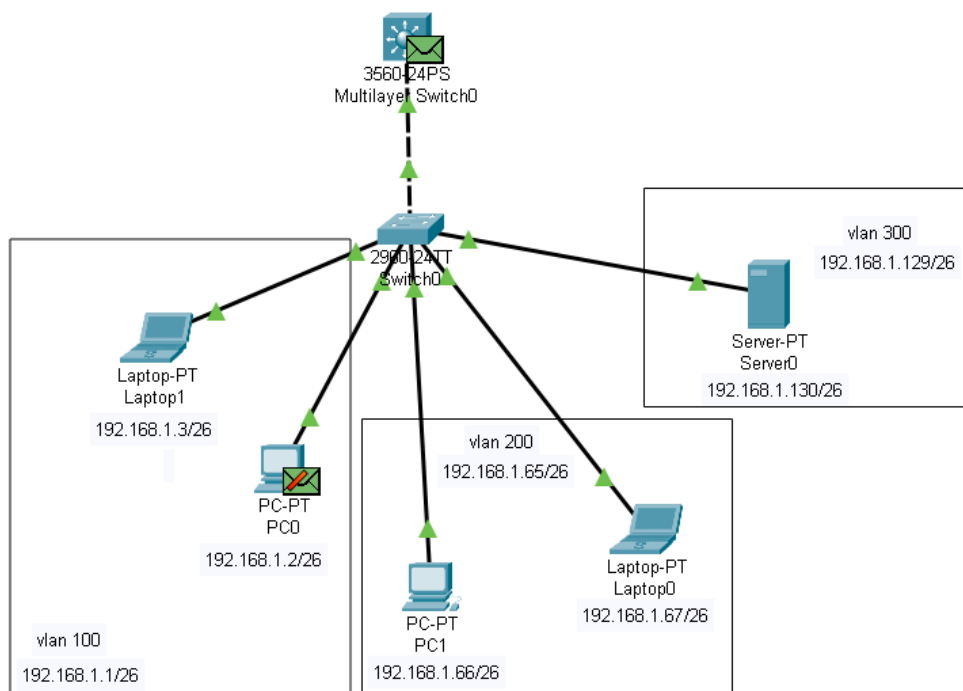 3560-24PS
Multilayer Switch0
2960-24TT
Switch0
vlan 300
192.168.1.129/26
Server-PT
Server0
192.168.1.130/26
Laptop-PT
Laptop1
192.168.1.3/26
PC-PT
PC0
192.168.1.2/26
vlan 100
192.168.1.1/26
vlan 200
192.168.1.65/26
PC-PT
PC1
192.168.1.66/26
Laptop-PT
Laptop0
192.168.1.67/26